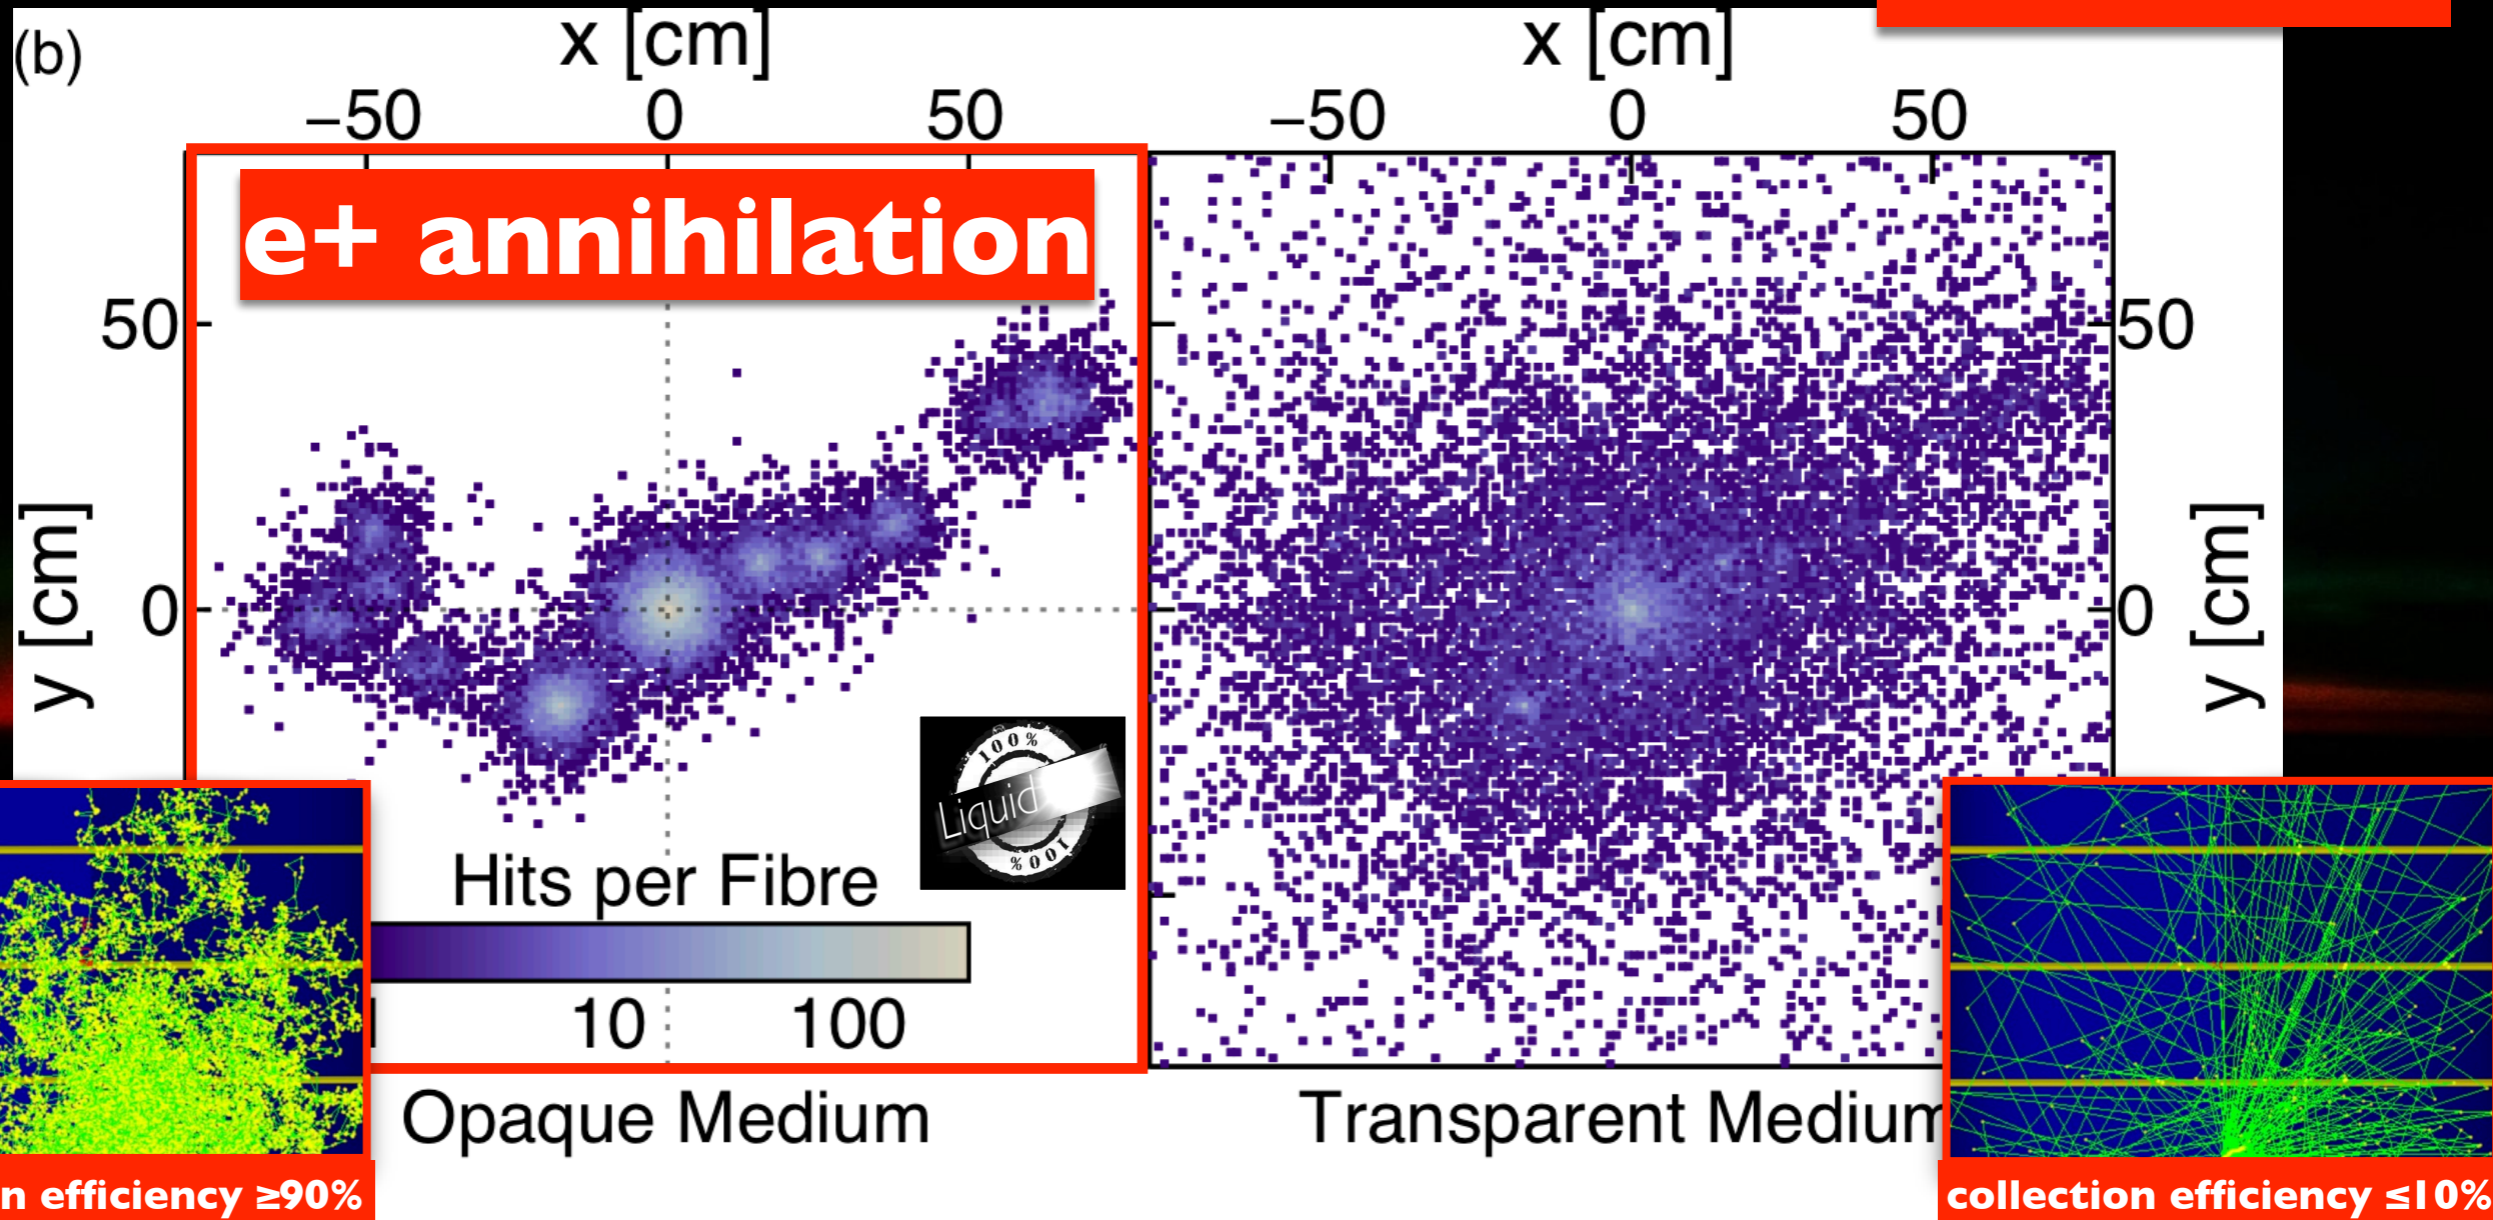 (b)
x [cm]
x [cm]
−50 0 50
−50 0 50
e+ annihilation
50
50
y [cm]
0
0
y [cm]
100%
Liquid
100%
Hits per Fibre
10 100
Opaque Medium
Transparent Medium
efficiency ≥90%
collection efficiency ≤10%